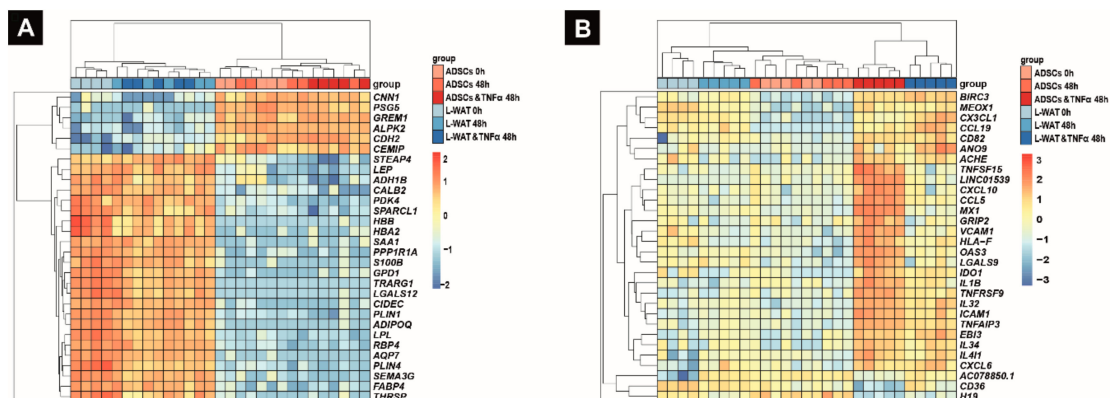 A
group
group
ADSCs 0h
ADSCs 48h
ADSCs & TNFα 48h
L-WAT 0h
L-WAT 48h
L-WAT & TNFα 48h
2
1
0
-1
-2
CNN1
PSG5
GREM1
ALPK2
CDH2
CEMIP
STEAP4
LEP
ADH1B
CALB2
PDK4
SPARCL1
HBB
HBA2
SAA1
PPP1R1A
S100B
GPD1
TRARG1
LGALS12
CIDEC
PLIN1
ADIPOQ
LPL
RBP4
AQP7
PLIN4
SEMA3G
FABP4
THRSP
B
group
group
ADSCs 0h
ADSCs 48h
ADSCs & TNFα 48h
L-WAT 0h
L-WAT 48h
L-WAT & TNFα 48h
3
2
1
0
-1
-2
-3
BIRC3
MEOX1
CX3CL1
CCL19
CD82
ANO9
ACHE
TNFSF15
LINC01539
CXCL10
CCL5
MX1
GRIP2
VCAM1
HLA-F
OAS3
LGALS9
IDO1
IL1B
TNFRSF9
IL32
ICAM1
TNFAIP3
EBI3
IL34
IL4I1
CXCL6
AC078850.1
CD36
H19